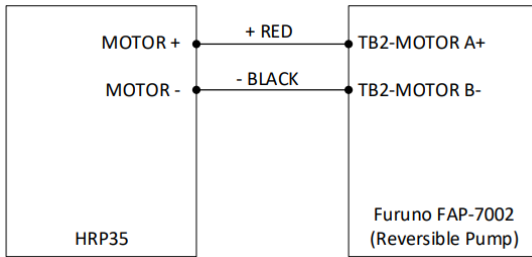 MOTOR +
+ RED
TB2-MOTOR A+
MOTOR -
- BLACK
TB2-MOTOR B-
HRP35
Furuno FAP-7002
(Reversible Pump)